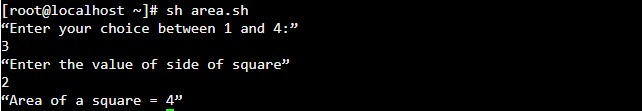 [root@localhost ~]# sh area.sh
“Enter your choice between 1 and 4:”
3
“Enter the value of side of square”
2
“Area of a square = 4”